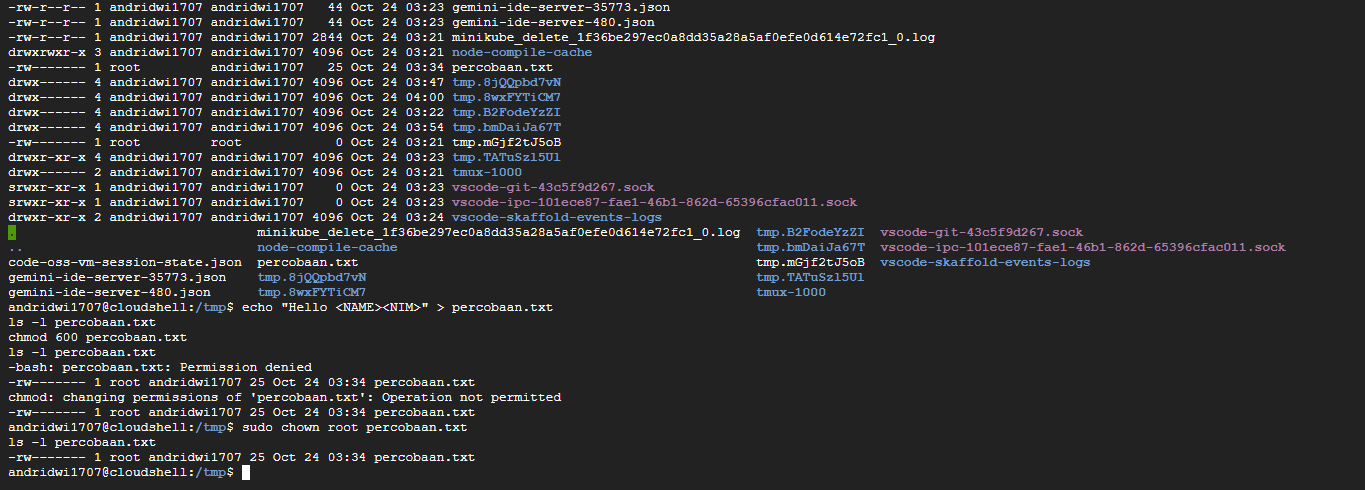 -rw-r--r-- 1 andridwi1707 andridwi1707   44 Oct 24 03:23 gemini-ide-server-35773.json
-rw-r--r-- 1 andridwi1707 andridwi1707   44 Oct 24 03:23 gemini-ide-server-480.json
-rw-r--r-- 1 andridwi1707 andridwi1707 2844 Oct 24 03:21 minikube_delete_1f36be297ec0a8dd35a28a5af0efe0d614e72fc1_0.log
drwxrwxr-x 3 andridwi1707 andridwi1707 4096 Oct 24 03:21 node-compile-cache
-rw------- 1 root         andridwi1707   25 Oct 24 03:34 percobaan.txt
drwx------ 4 andridwi1707 andridwi1707 4096 Oct 24 03:47 tmp.8jQQpbd7vN
drwx------ 4 andridwi1707 andridwi1707 4096 Oct 24 04:00 tmp.8wxFYTiCM7
drwx------ 4 andridwi1707 andridwi1707 4096 Oct 24 03:22 tmp.B2FodeYzZI
drwx------ 4 andridwi1707 andridwi1707 4096 Oct 24 03:54 tmp.bmDaiJa67T
-rw------- 1 root         root            0 Oct 24 03:21 tmp.mGjf2tJ5oB
drwxr-xr-x 4 andridwi1707 andridwi1707 4096 Oct 24 03:23 tmp.TATuSzl5Ul
drwx------ 2 andridwi1707 andridwi1707 4096 Oct 24 03:21 tmux-1000
srwxr-xr-x 1 andridwi1707 andridwi1707    0 Oct 24 03:23 vscode-git-43c5f9d267.sock
srwxr-xr-x 1 andridwi1707 andridwi1707    0 Oct 24 03:23 vscode-ipc-101ece87-fae1-46b1-862d-65396cfac011.sock
drwxr-xr-x 2 andridwi1707 andridwi1707 4096 Oct 24 03:24 vscode-skaffold-events-logs
.                                minikube_delete_1f36be297ec0a8dd35a28a5af0efe0d614e72fc1_0.log  tmp.B2FodeYzZI  vscode-git-43c5f9d267.sock
..                               node-compile-cache                                              tmp.bmDaiJa67T  vscode-ipc-101ece87-fae1-46b1-862d-65396cfac011.sock
code-oss-vm-session-state.json  percobaan.txt                                                   tmp.mGjf2tJ5oB  vscode-skaffold-events-logs
gemini-ide-server-35773.json    tmp.8jQQpbd7vN                                                  tmp.TATuSzl5Ul
gemini-ide-server-480.json      tmp.8wxFYTiCM7                                                  tmux-1000
andridwi1707@cloudshell:/tmp$ echo "Hello <NAME><NIM>" > percobaan.txt
ls -l percobaan.txt
chmod 600 percobaan.txt
ls -l percobaan.txt
-bash: percobaan.txt: Permission denied
-rw------- 1 root andridwi1707 25 Oct 24 03:34 percobaan.txt
chmod: changing permissions of 'percobaan.txt': Operation not permitted
-rw------- 1 root andridwi1707 25 Oct 24 03:34 percobaan.txt
andridwi1707@cloudshell:/tmp$ sudo chown root percobaan.txt
ls -l percobaan.txt
-rw------- 1 root andridwi1707 25 Oct 24 03:34 percobaan.txt
andridwi1707@cloudshell:/tmp$